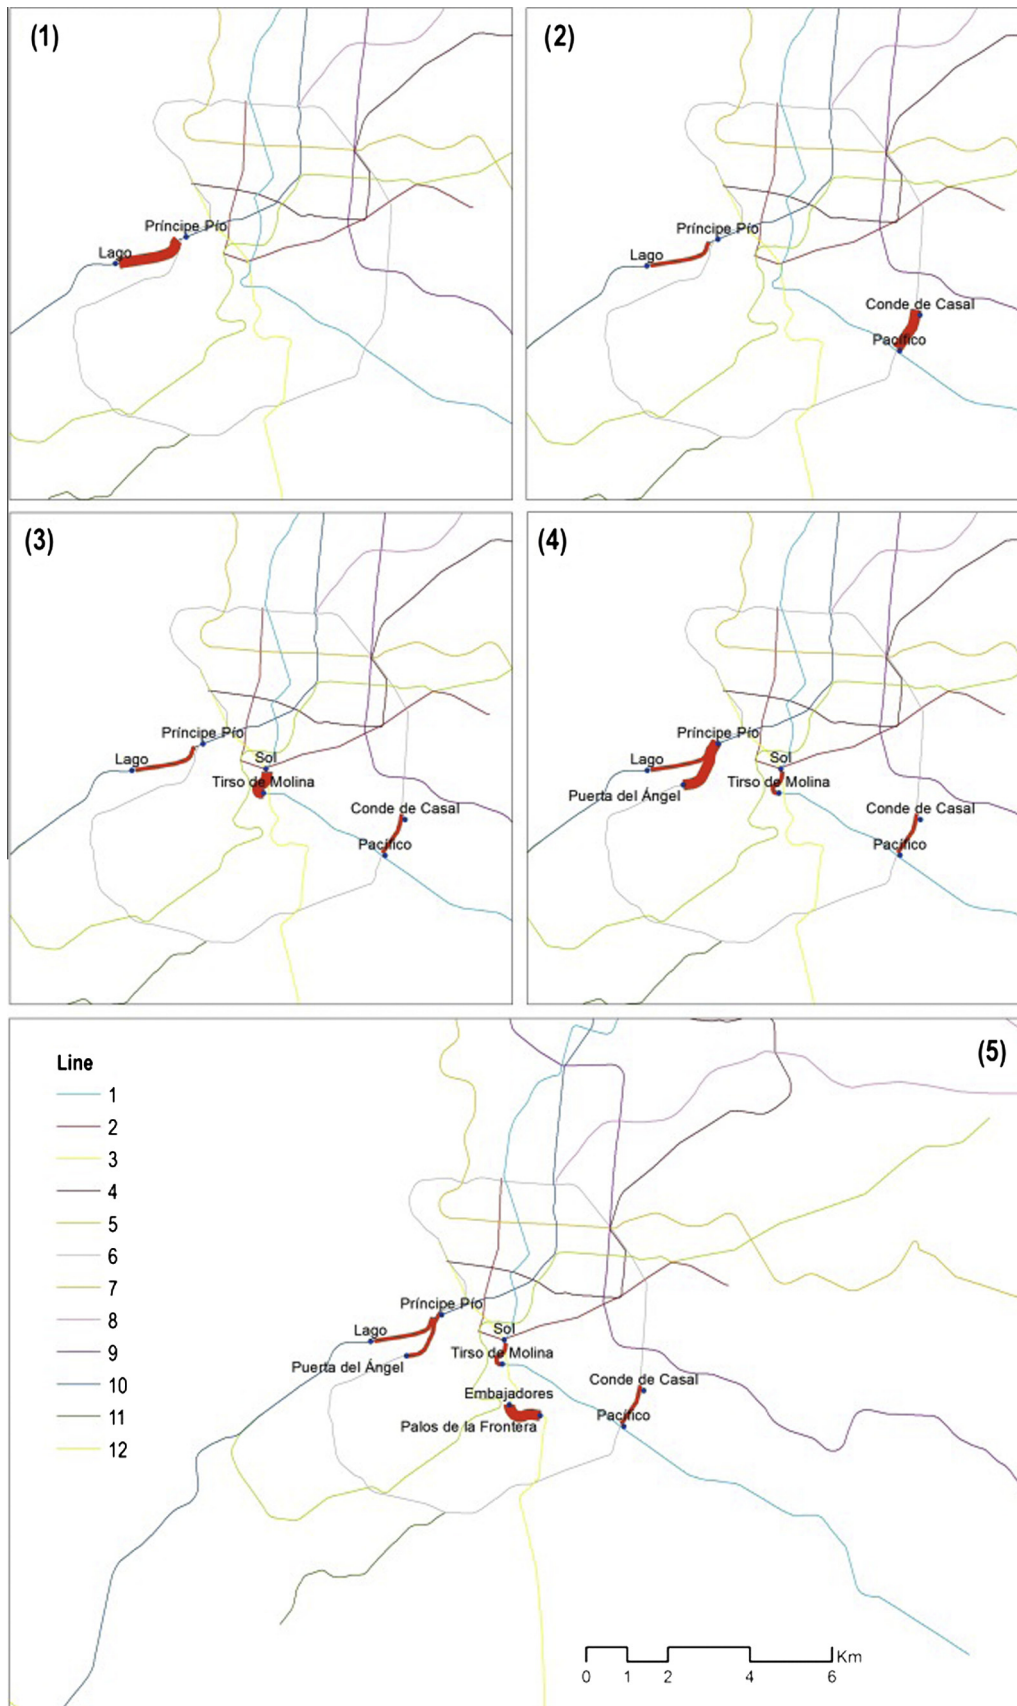 (1)
Príncipe Pío
Lago
(2)
Príncipe Pío
Lago
Conde de Casal
Pacífico
(3)
Príncipe Pío
Lago
Sol
Tirso de Molina
Conde de Casal
Pacífico
(4)
Príncipe Pío
Lago
Sol
Puerta del Ángel
Tirso de Molina
Conde de Casal
Pacífico
(5)
Line
1
2
3
4
5
6
7
8
9
10
11
12
Príncipe Pío
Lago
Sol
Puerta del Ángel
Tirso de Molina
Conde de Casal
Embajadores
Palos de la Frontera
Pacífico
Km
0 1 2 4 6